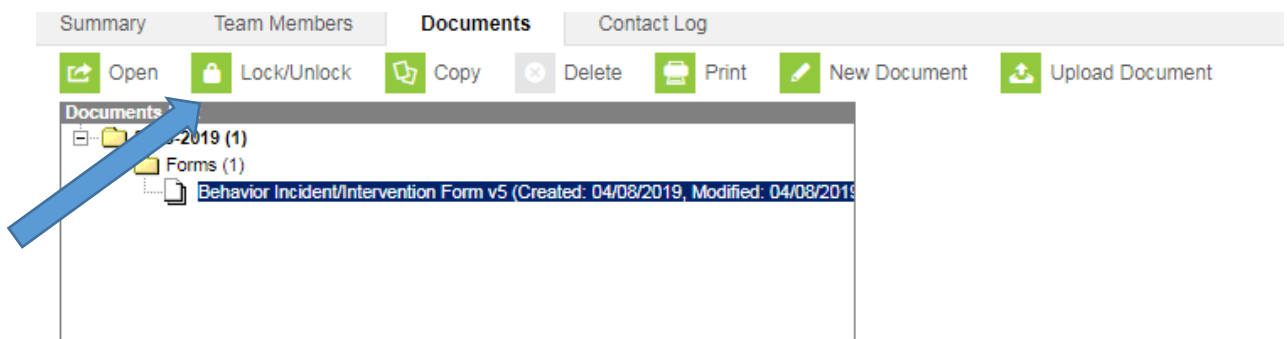 Summary Team Members Documents Contact Log
Open Lock/Unlock Copy Delete Print New Document Upload Document
Documents
-2019 (1)
Forms (1)
Behavior Incident/Intervention Form v5 (Created: 04/08/2019, Modified: 04/08/2019